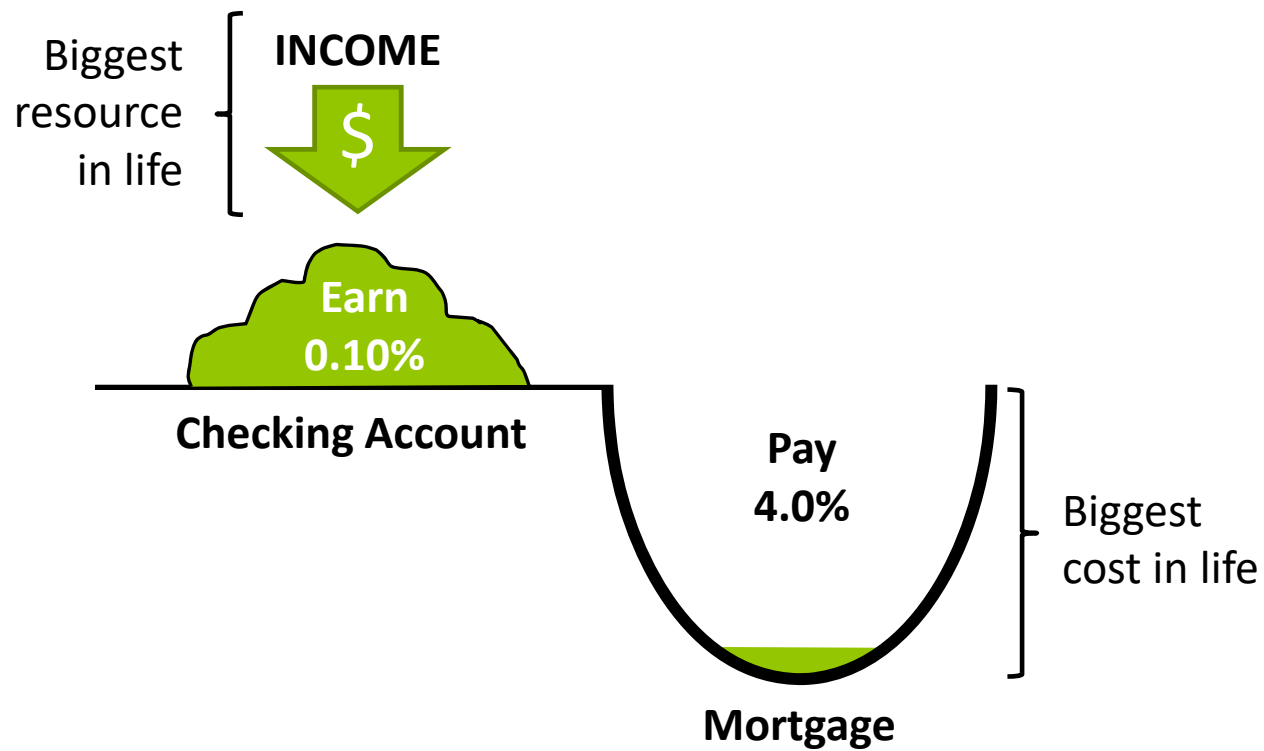 Biggest
resource
in life
INCOME
$
Earn
0.10%
Checking Account
Pay
4.0%
Biggest
cost in life
Mortgage